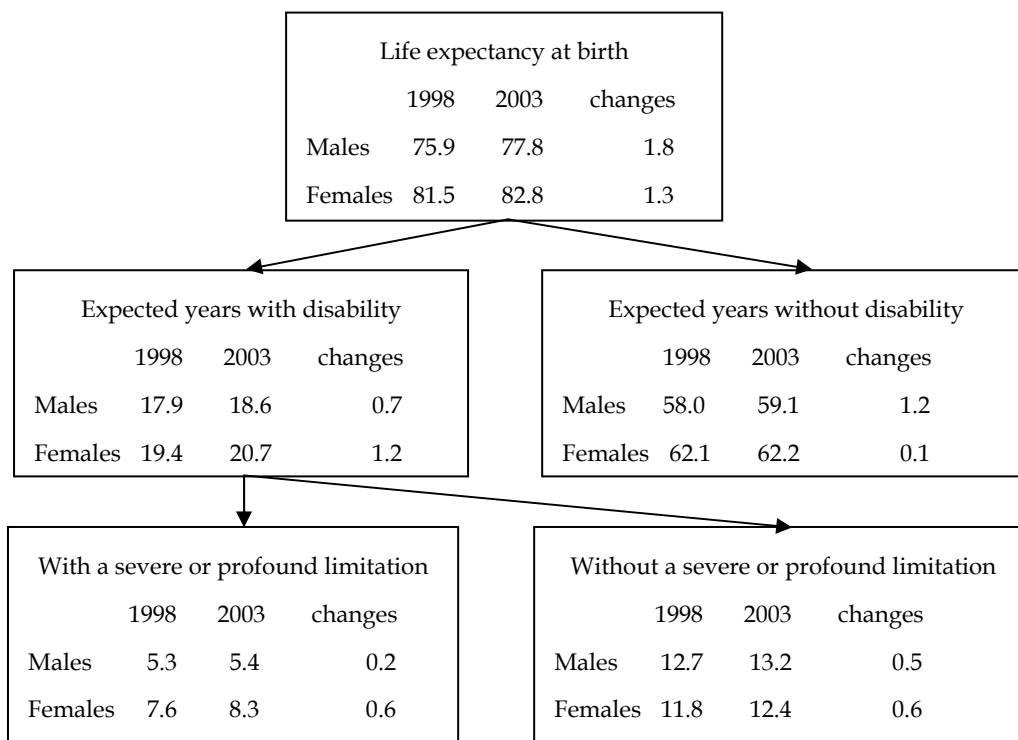 Life expectancy at birth
1998 2003 changes
Males 75.9 77.8 1.8
Females 81.5 82.8 1.3
Expected years with disability
1998 2003 changes
Males 17.9 18.6 0.7
Females 19.4 20.7 1.2
Expected years without disability
1998 2003 changes
Males 58.0 59.1 1.2
Females 62.1 62.2 0.1
With a severe or profound limitation
1998 2003 changes
Males 5.3 5.4 0.2
Females 7.6 8.3 0.6
Without a severe or profound limitation
1998 2003 changes
Males 12.7 13.2 0.5
Females 11.8 12.4 0.6